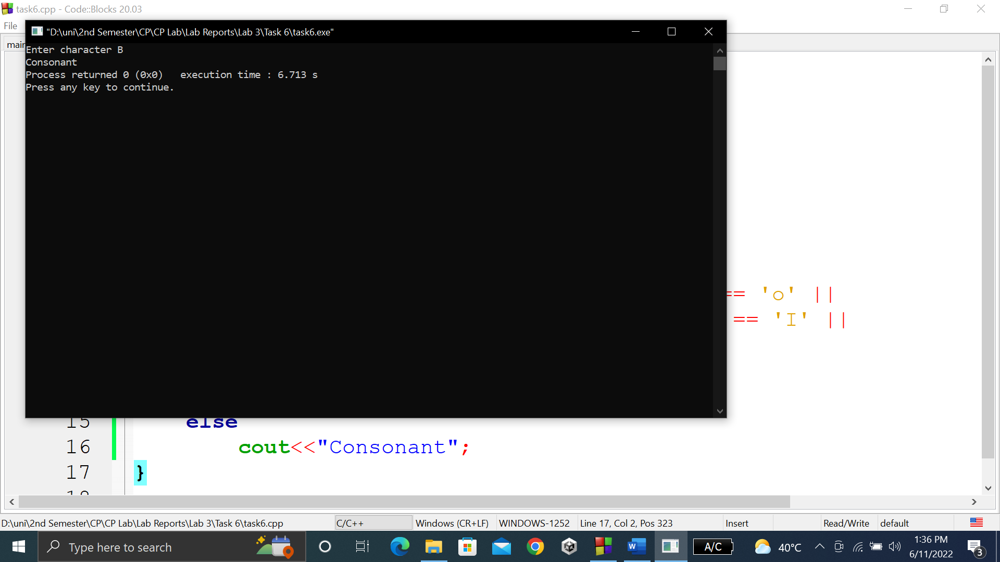 task6.cpp - Code::Blocks 20.03
File
"D:\uni\2nd Semester\CP\CP Lab\Lab Reports\Lab 3\Task 6\task6.exe"
Enter character B
Consonant
Process returned 0 (0x0)   execution time : 6.713 s
Press any key to continue.
== 'o' ||
== 'I' ||
15 else
16 cout<<"Consonant";
17 }
D:\uni\2nd Semester\CP\CP Lab\Lab Reports\Lab 3\Task 6\task6.cpp C/C++ Windows (CR+LF) WINDOWS-1252 Line 17, Col 2, Pos 323 Insert Read/Write default
Type here to search A/C 40°C 1:36 PM
6/11/2022 3